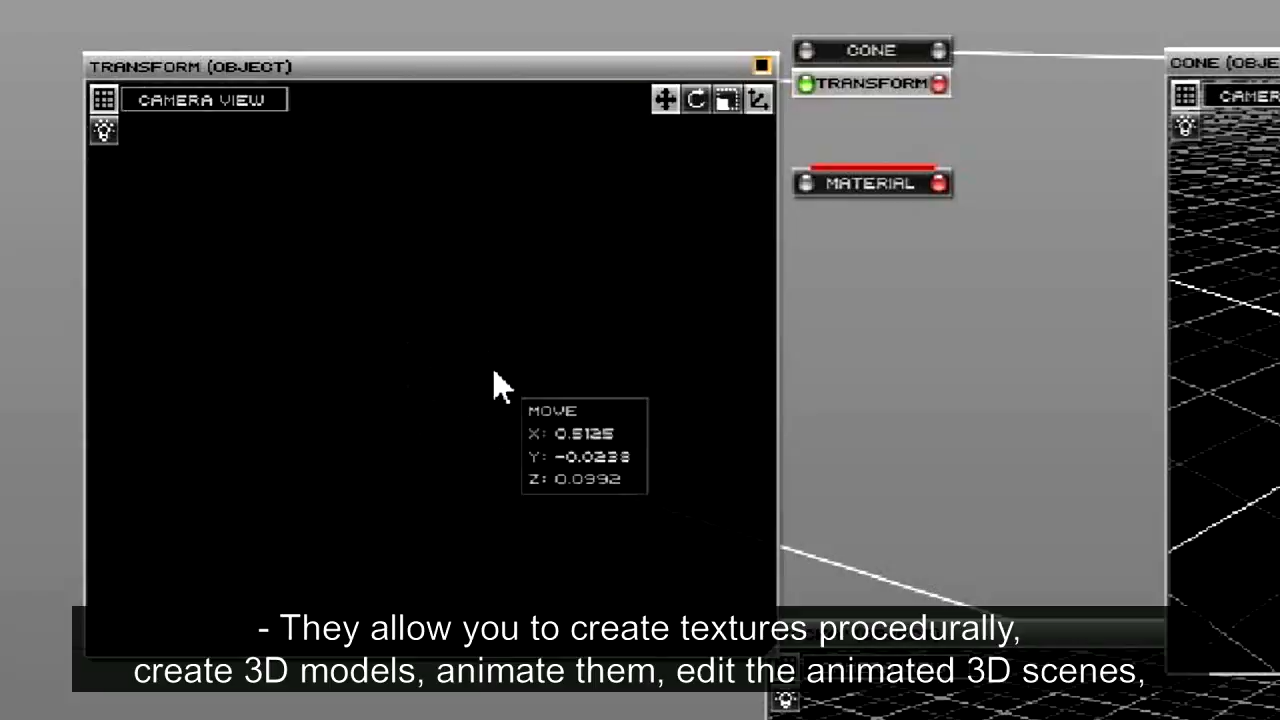 TRANSFORM (OBJECT)
CAMERA VIEW
CONE
TRANSFORM
MATERIAL
CONE (OBJE
CAMER
MOVE
X: 0.5125
Y: -0.0238
Z: 0.0992
- They allow you to create textures procedurally,
create 3D models, animate them, edit the animated 3D scenes,